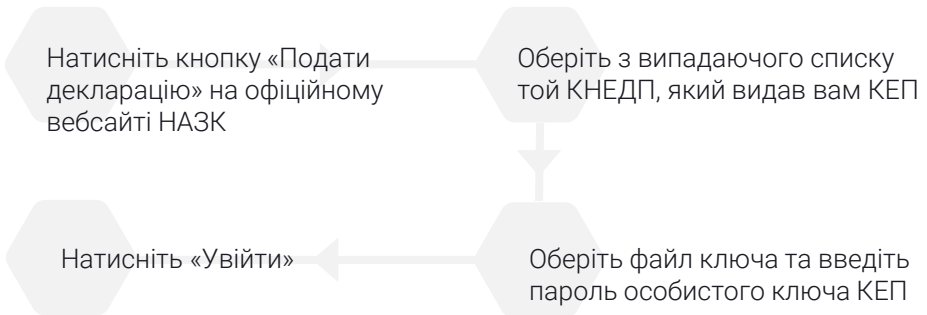 Натисніть кнопку «Подати
декларацію» на офіційному
вебсайті НАЗК
Оберіть з випадаючого списку
той КНЕДП, який видав вам КЕП
Оберіть файл ключа та введіть
пароль особистого ключа КЕП
Натисніть «Увійти»